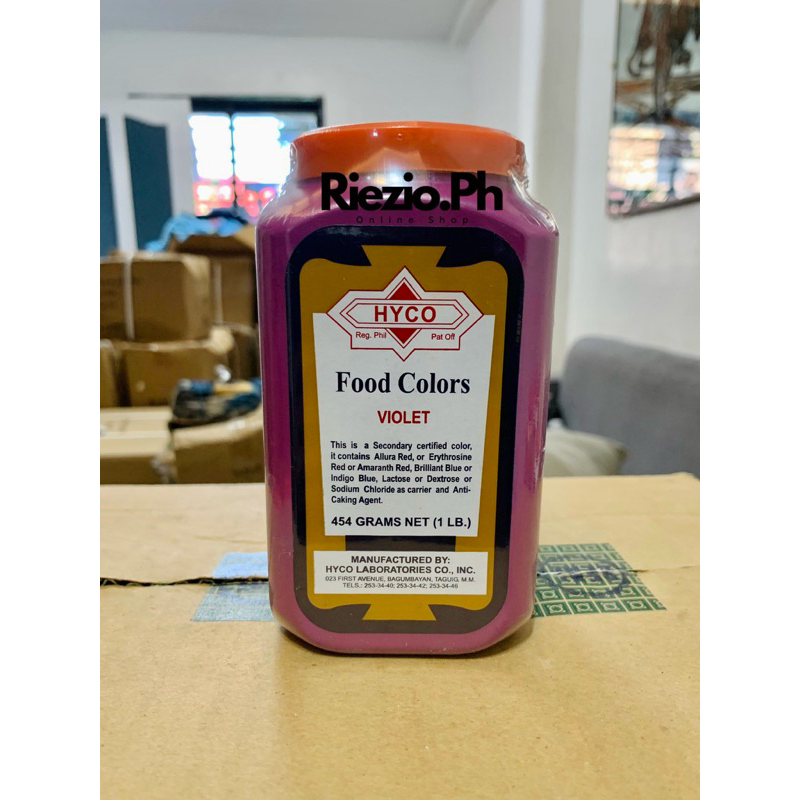 Riezio.Ph
Online Shop
HYCO
Reg. Phil Pat Off
Food Colors
VIOLET
This is a Secondary certified color,
it contains Allura Red, or Erythrosine
Red or Amaranth Red, Brilliant Blue or
Indigo Blue, Lactose or Dextrose or
Sodium Chloride as carrier and Anti-
Caking Agent.
454 GRAMS NET (1 LB.)
MANUFACTURED BY:
HYCO LABORATORIES CO., INC.
023 FIRST AVENUE, BAGUMBAYAN, TAGUIG, M.M.
TELS.: 253-34-40; 253-34-42; 253-34-46